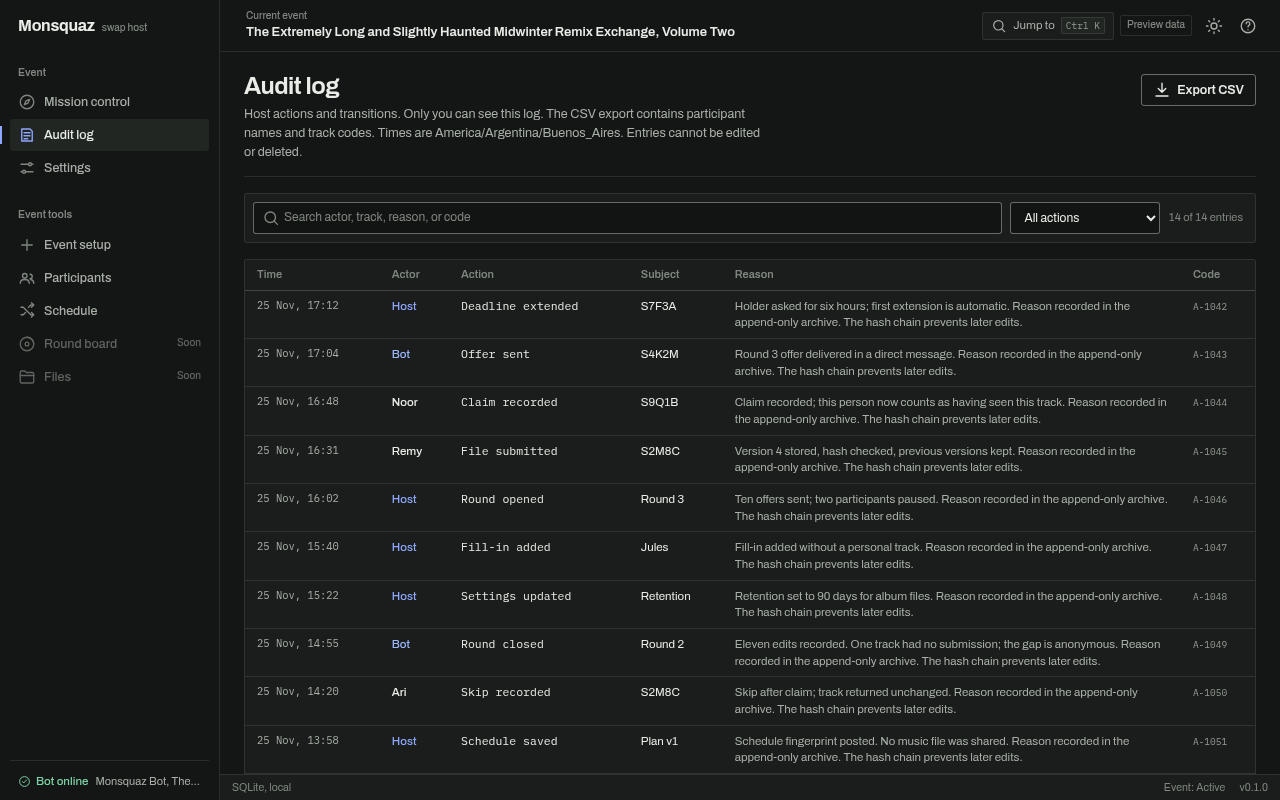 Monsquaz swap host
Event
Mission control
Audit log
Settings
Event tools
Event setup
Participants
Schedule
Round board Soon
Files Soon
Bot online Monsquaz Bot, The...
Current event
The Extremely Long and Slightly Haunted Midwinter Remix Exchange, Volume Two
Jump to Ctrl K
Preview data
Audit log
Host actions and transitions. Only you can see this log. The CSV export contains participant
names and track codes. Times are America/Argentina/Buenos_Aires. Entries cannot be edited
or deleted.
Export CSV
Search actor, track, reason, or code
All actions
14 of 14 entries
Time Actor Action Subject Reason Code
25 Nov, 17:12 Host Deadline extended S7F3A Holder asked for six hours; first extension is automatic. Reason recorded in the A-1042
append-only archive. The hash chain prevents later edits.
25 Nov, 17:04 Bot Offer sent S4K2M Round 3 offer delivered in a direct message. Reason recorded in the append-only A-1043
archive. The hash chain prevents later edits.
25 Nov, 16:48 Noor Claim recorded S9Q1B Claim recorded; this person now counts as having seen this track. Reason recorded in A-1044
the append-only archive. The hash chain prevents later edits.
25 Nov, 16:31 Remy File submitted S2M8C Version 4 stored, hash checked, previous versions kept. Reason recorded in the A-1045
append-only archive. The hash chain prevents later edits.
25 Nov, 16:02 Host Round opened Round 3 Ten offers sent; two participants paused. Reason recorded in the append-only archive. A-1046
The hash chain prevents later edits.
25 Nov, 15:40 Host Fill-in added Jules Fill-in added without a personal track. Reason recorded in the append-only archive. A-1047
The hash chain prevents later edits.
25 Nov, 15:22 Host Settings updated Retention Retention set to 90 days for album files. Reason recorded in the append-only archive. A-1048
The hash chain prevents later edits.
25 Nov, 14:55 Bot Round closed Round 2 Eleven edits recorded. One track had no submission; the gap is anonymous. Reason A-1049
recorded in the append-only archive. The hash chain prevents later edits.
25 Nov, 14:20 Ari Skip recorded S2M8C Skip after claim; track returned unchanged. Reason recorded in the append-only A-1050
archive. The hash chain prevents later edits.
25 Nov, 13:58 Host Schedule saved Plan v1 Schedule fingerprint posted. No music file was shared. Reason recorded in the A-1051
append-only archive. The hash chain prevents later edits.
SQLite, local
Event: Active v0.1.0